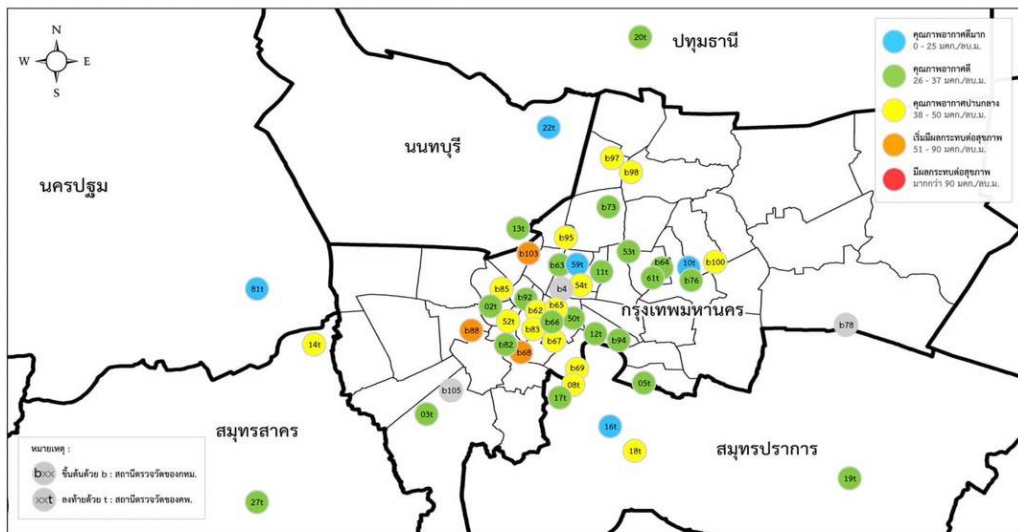 N
W E
S
20t
ปทุมธานี
คุณภาพอากาศดีมาก
0 - 25 มคก./ลบ.ม.
คุณภาพอากาศดี
26 - 37 มคก./ลบ.ม.
คุณภาพอากาศปานกลาง
38 - 50 มคก./ลบ.ม.
เริ่มมีผลกระทบต่อสุขภาพ
51 - 90 มคก./ลบ.ม.
มีผลกระทบต่อสุขภาพ
มากกว่า 90 มคก./ลบ.ม.
22t
นนทบุรี
b97
b98
นครปฐม
b73
13t
b95
b103
53t
b63
59t
11t
b64
10t
b100
61t
b76
81t
b85
b4
54t
02t
b92
b62
b65
กรุงเทพมหานคร
52t
b66
50t
b88
b83
b78
12t
b94
14t
b82
b68
b67
b69
08t
05t
b105
17t
03t
16t
สมุทรสาคร
18t
สมุทรปราการ
19t
27t
หมายเหตุ :
bxx ขึ้นต้นด้วย b : สถานีตรวจวัดของกทม.
xxt ลงท้ายด้วย t : สถานีตรวจวัดของคพ.